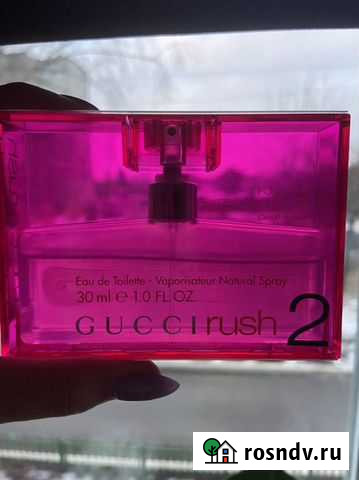 Eau de Toilette - Vaporisateur Natural Spray
30 ml e 1.0 FL.OZ.
GUCCI rush 2
rosndv.ru